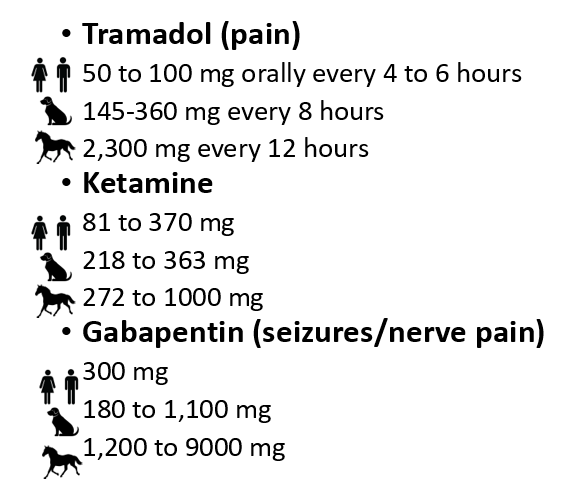 • Tramadol (pain)
50 to 100 mg orally every 4 to 6 hours
145-360 mg every 8 hours
2,300 mg every 12 hours
• Ketamine
81 to 370 mg
218 to 363 mg
272 to 1000 mg
• Gabapentin (seizures/nerve pain)
300 mg
180 to 1,100 mg
1,200 to 9000 mg